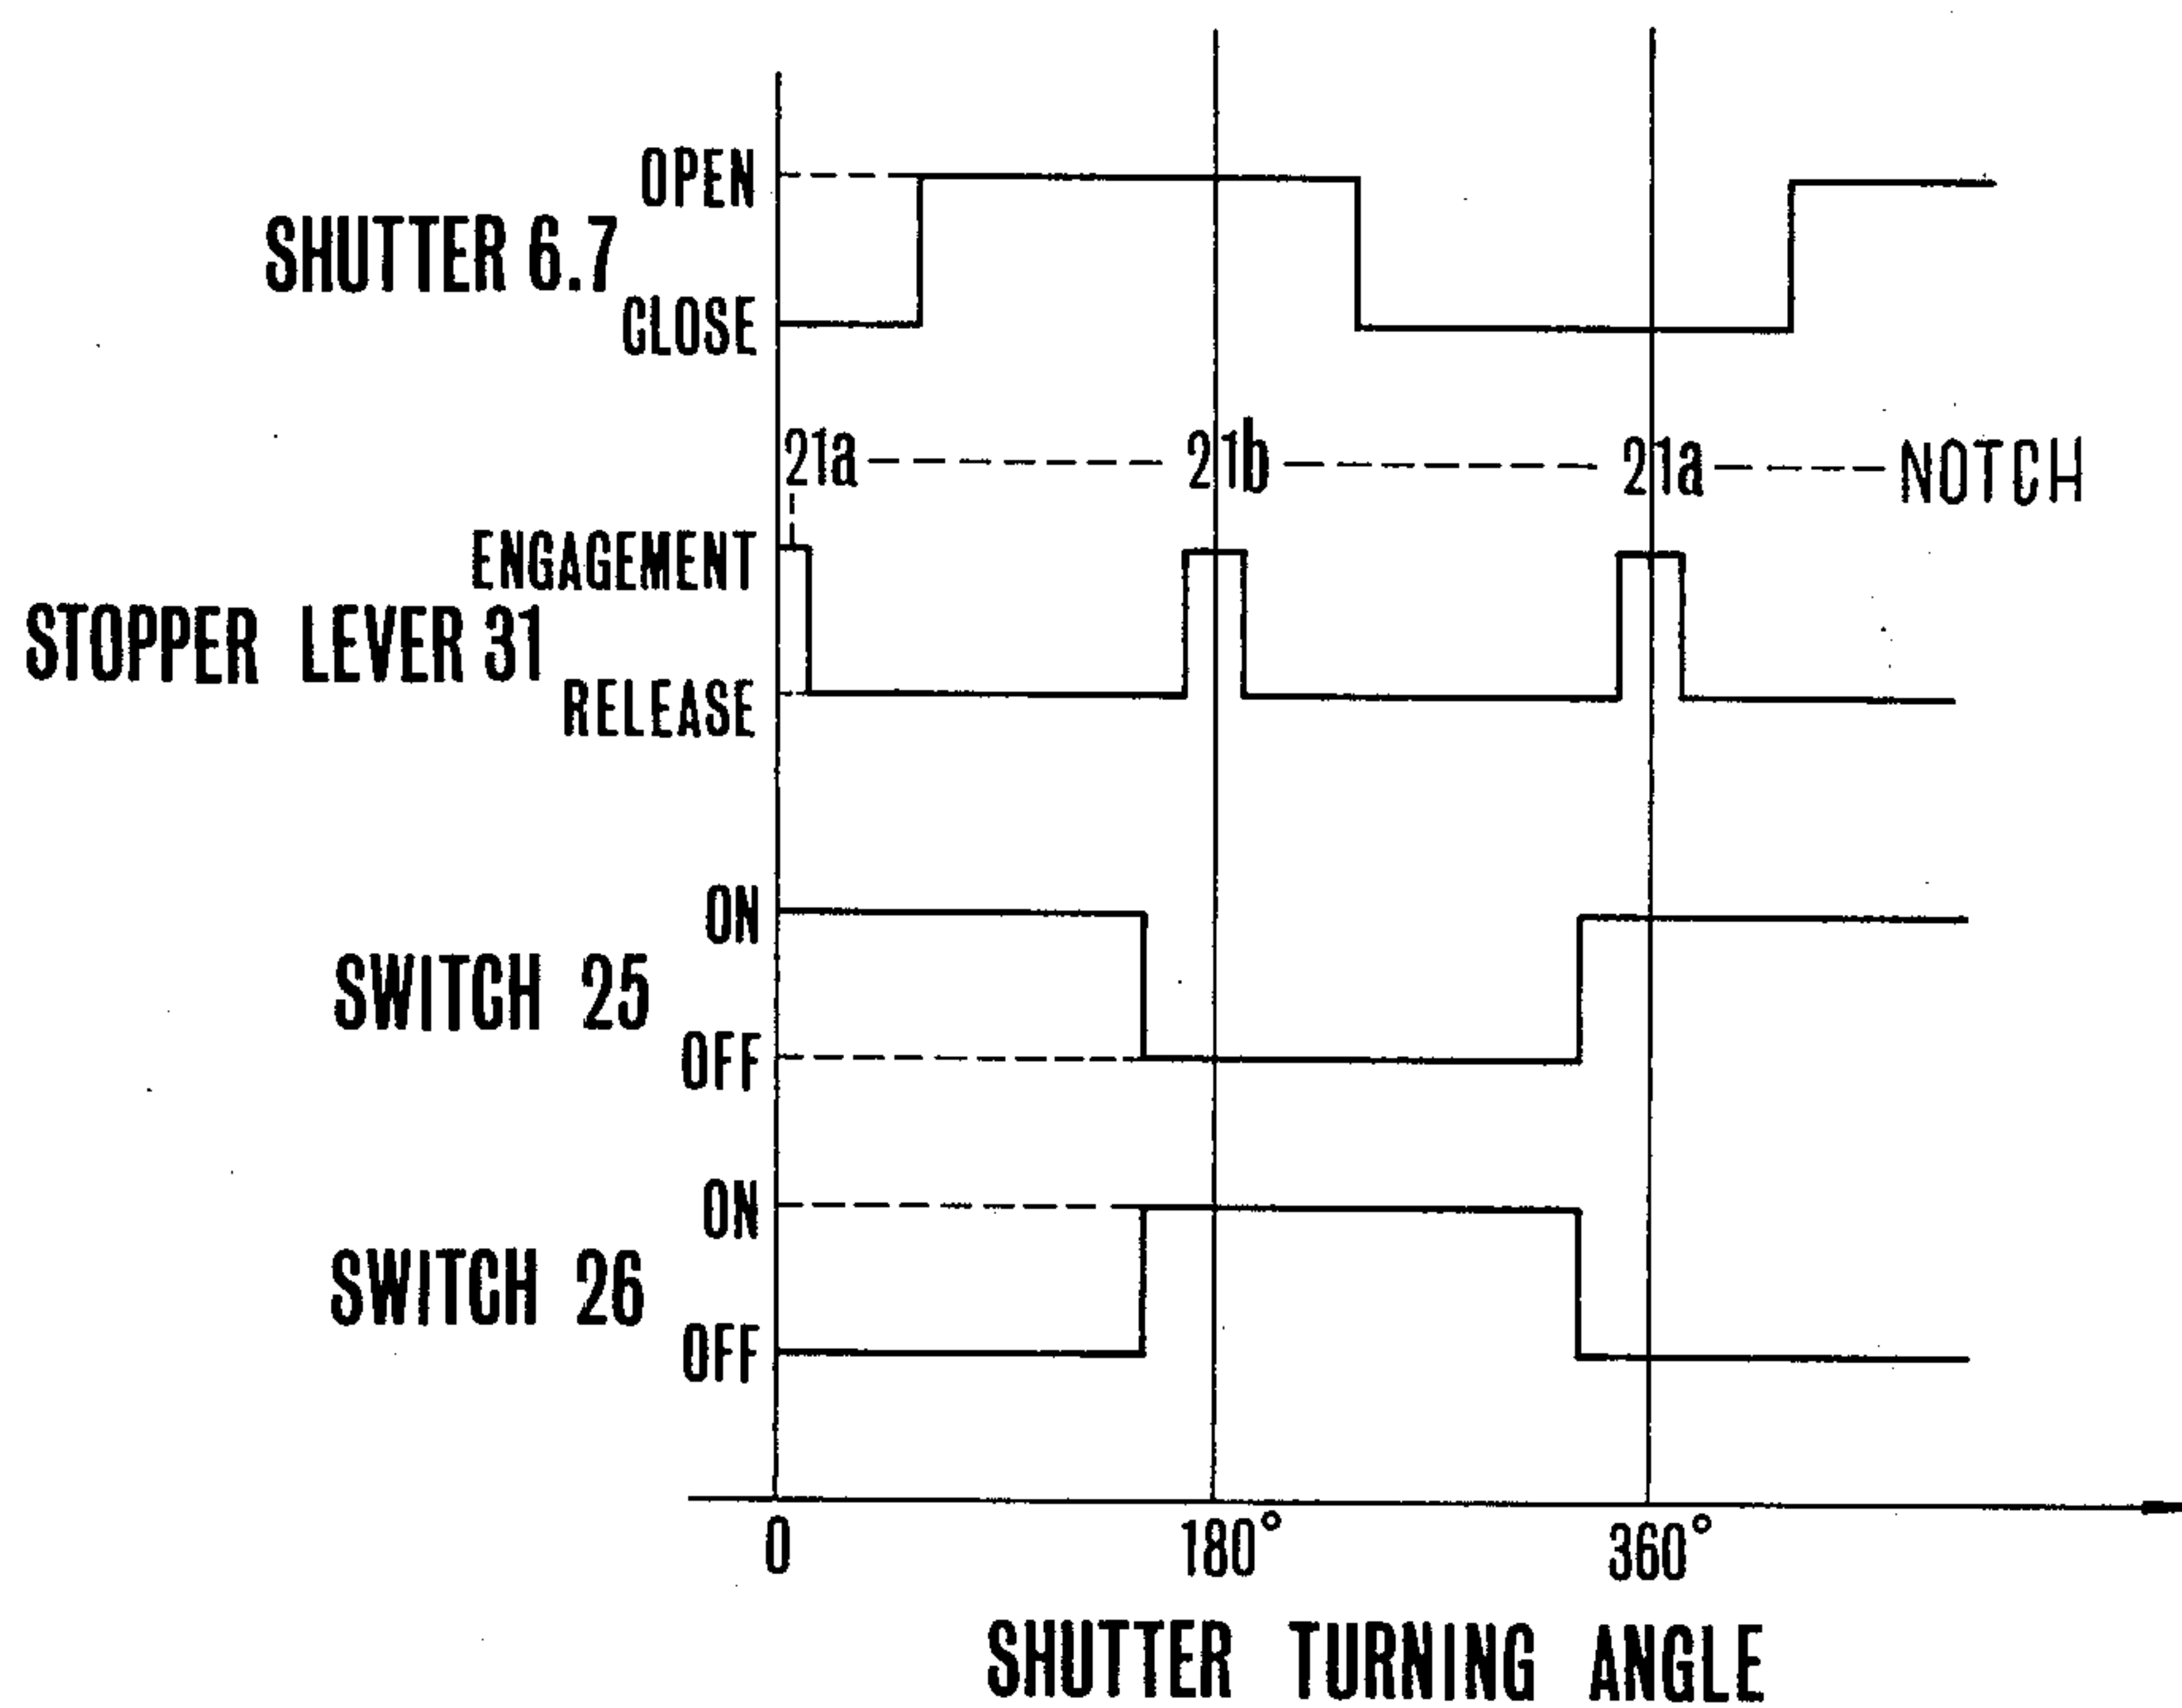 OPEN
SHUTTER 6.7
CLOSE
21a 21b 21a NOTCH
ENGAGEMENT
STOPPER LEVER 31
RELEASE
ON
SWITCH 25
OFF
ON
SWITCH 26
OFF
0 180° 360°
SHUTTER TURNING ANGLE